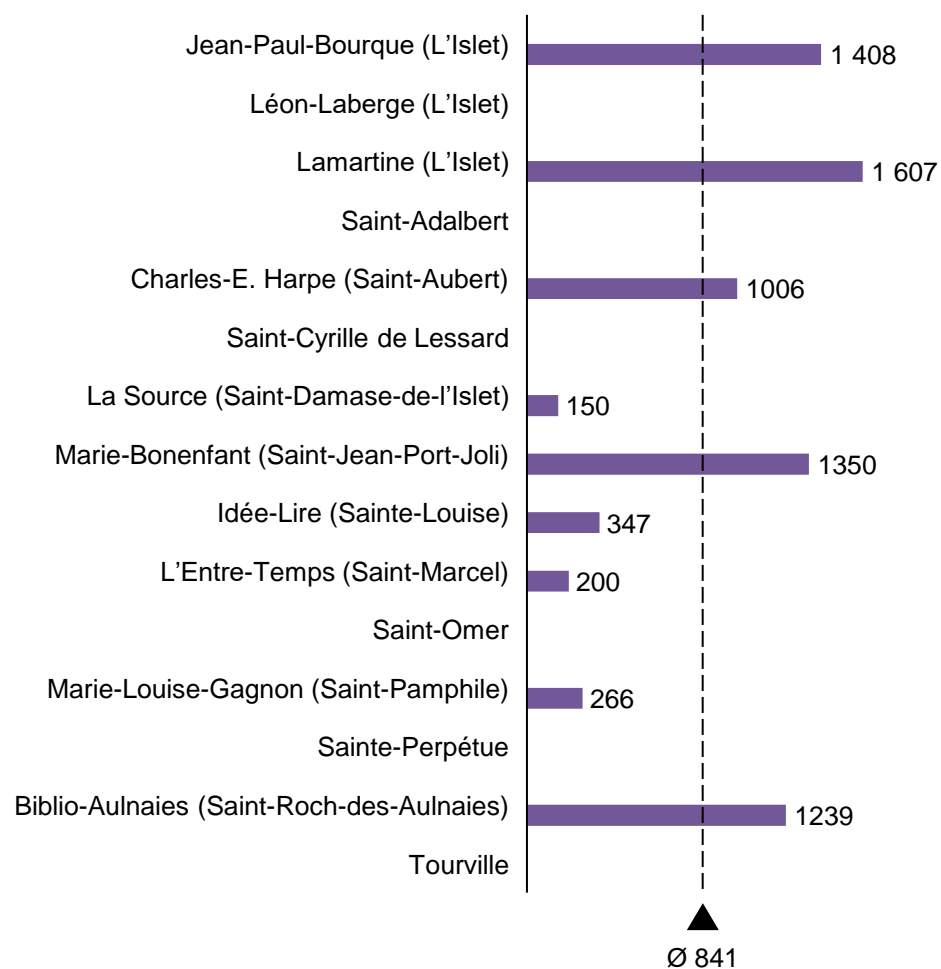 Jean-Paul-Bourque (L’Islet) 1 408
Léon-Laberge (L’Islet)
Lamartine (L’Islet) 1 607
Saint-Adalbert
Charles-E. Harpe (Saint-Aubert) 1006
Saint-Cyrille de Lessard
La Source (Saint-Damase-de-l'Islet) 150
Marie-Bonenfant (Saint-Jean-Port-Joli) 1350
Idée-Lire (Sainte-Louise) 347
L’Entre-Temps (Saint-Marcel) 200
Saint-Omer
Marie-Louise-Gagnon (Saint-Pamphile) 266
Sainte-Perpétue
Biblio-Aulnaies (Saint-Roch-des-Aulnaies) 1239
Tourville
Ø 841